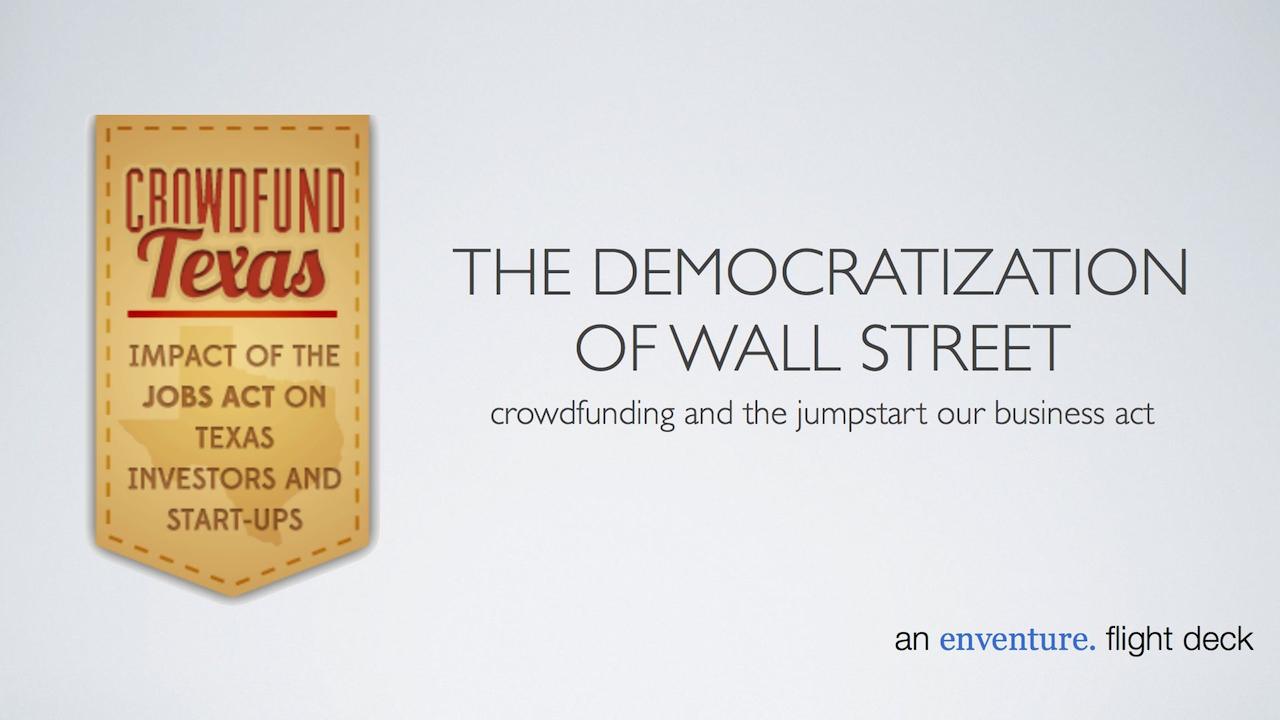 CROWDFUND
Texas
IMPACT OF THE
JOBS ACT ON
TEXAS
INVESTORS AND
START-UPS
THE DEMOCRATIZATION
OF WALL STREET
crowdfunding and the jumpstart our business act
an enventure. flight deck